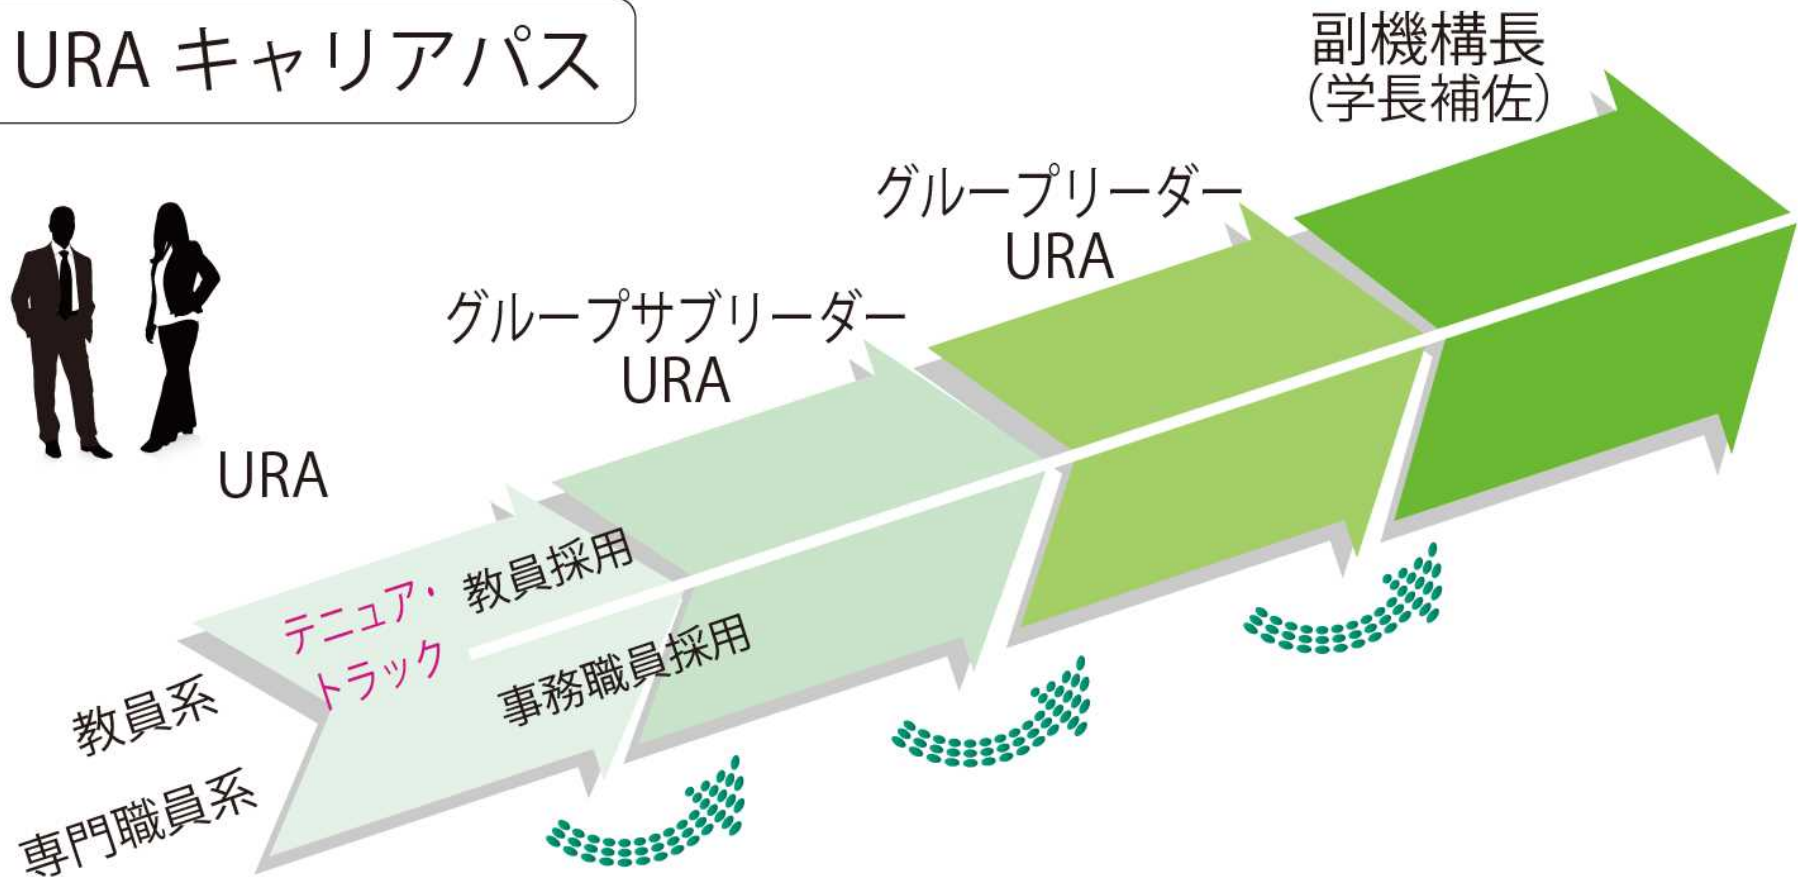 URA キャリアパス
副機構長
（学長補佐）
グループリーダー
URA
グループサブリーダー
URA
URA
テニュア・
トラック
教員採用
事務職員採用
教員系
専門職員系